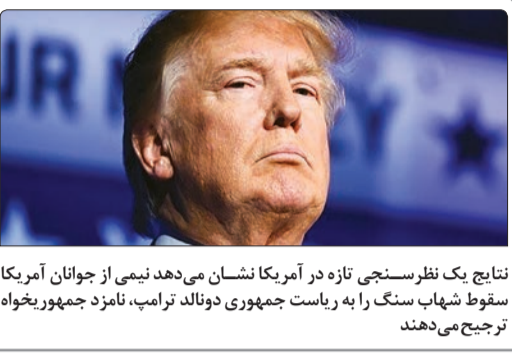 UR M
Y
نتایج یک نظرسنجی تازه در آمریکا نشان می‌دهد نیمی از جوانان آمریکا
سقوط شهاب سنگ را به ریاست جمهوری دونالد ترامپ، نامزد جمهوریخواه
ترجیح می‌دهند